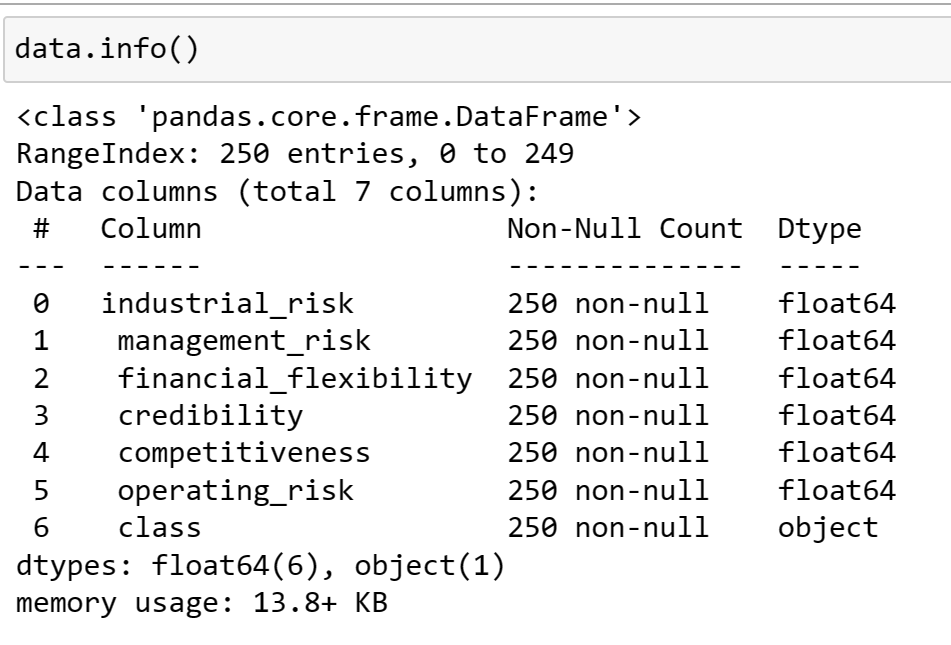 data.info()
<class 'pandas.core.frame.DataFrame'>
RangeIndex: 250 entries, 0 to 249
Data columns (total 7 columns):
 #   Column                  Non-Null Count  Dtype
---  ------                  --------------  -----
 0   industrial_risk         250 non-null    float64
 1    management_risk        250 non-null    float64
 2    financial_flexibility  250 non-null    float64
 3    credibility            250 non-null    float64
 4    competitiveness        250 non-null    float64
 5    operating_risk         250 non-null    float64
 6    class                  250 non-null    object
dtypes: float64(6), object(1)
memory usage: 13.8+ KB